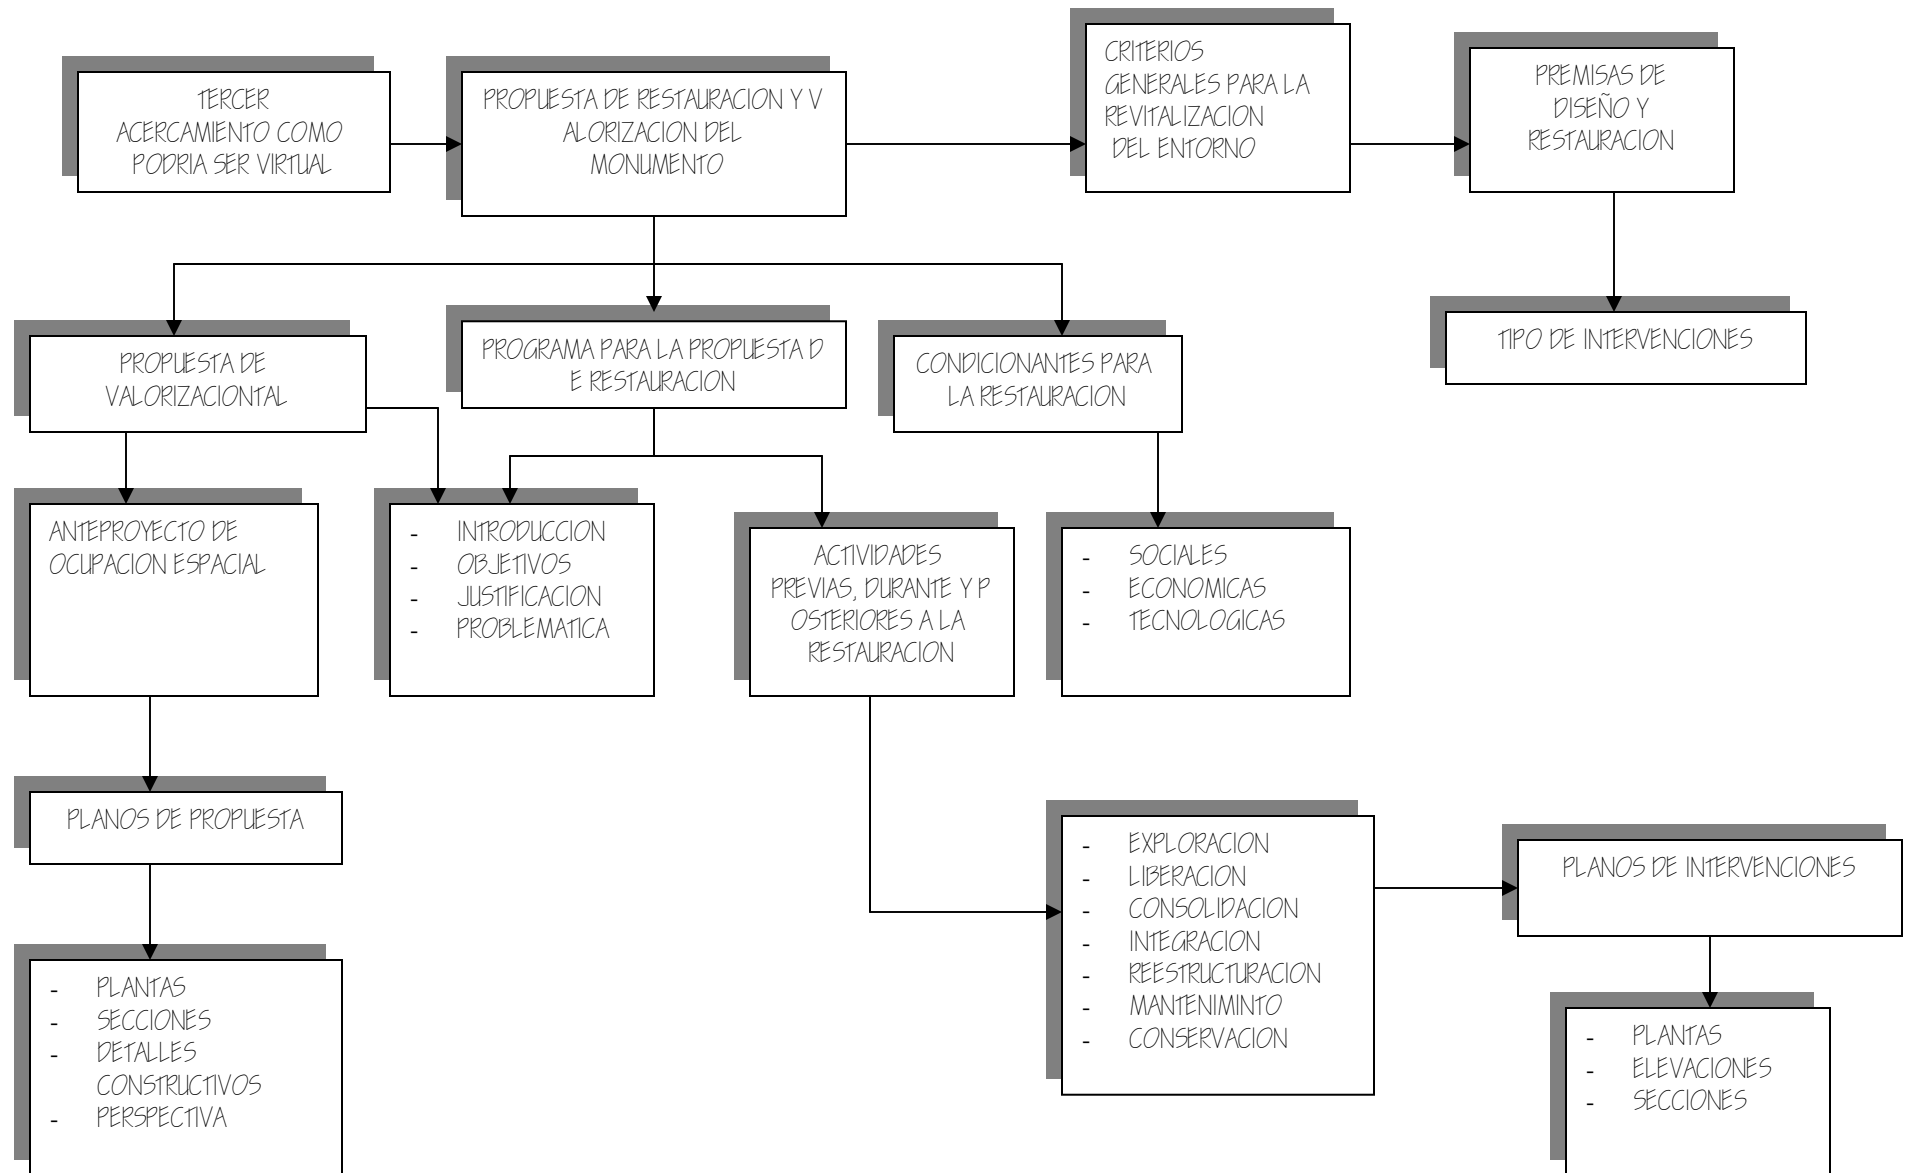 TERCER
ACERCAMIENTO COMO
PODRIA SER VIRTUAL
PROPUESTA DE RESTAURACION Y V
ALORIZACION DEL
MONUMENTO
CRITERIOS
GENERALES PARA LA
REVITALIZACION
DEL ENTORNO
PREMISAS DE
DISEÑO Y
RESTAURACION
PROPUESTA DE
VALORIZACIONTAL
PROGRAMA PARA LA PROPUESTA D
E RESTAURACION
CONDICIONANTES PARA
LA RESTAURACION
TIPO DE INTERVENCIONES
ANTEPROYECTO DE
OCUPACION ESPACIAL
- INTRODUCCION
- OBJETIVOS
- JUSTIFICACION
- PROBLEMATICA
ACTIVIDADES
PREVIAS, DURANTE Y P
OSTERIORES A LA
RESTAURACION
- SOCIALES
- ECONOMICAS
- TECNOLOGICAS
PLANOS DE PROPUESTA
- EXPLORACION
- LIBERACION
- CONSOLIDACION
- INTEGRACION
- REESTRUCTURACION
- MANTENIMINTO
- CONSERVACION
PLANOS DE INTERVENCIONES
- PLANTAS
- SECCIONES
- DETALLES
CONSTRUCTIVOS
- PERSPECTIVA
- PLANTAS
- ELEVACIONES
- SECCIONES